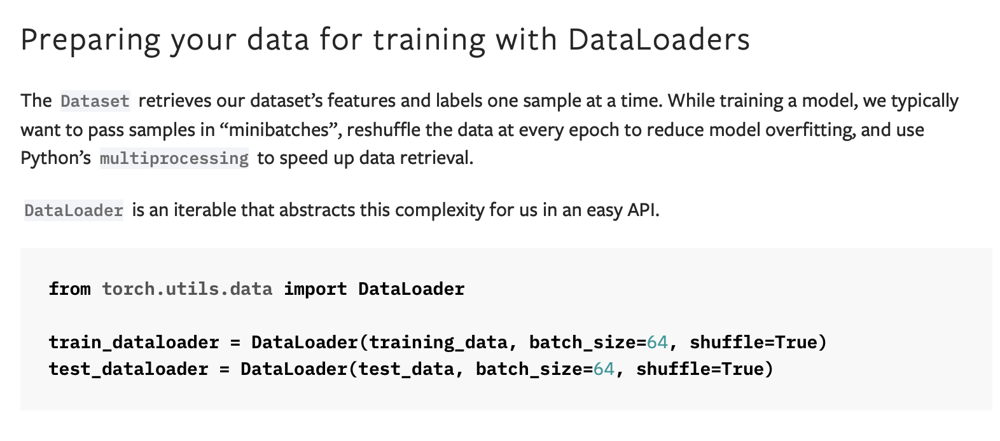 Preparing your data for training with DataLoaders
The Dataset retrieves our dataset’s features and labels one sample at a time. While training a model, we typically
want to pass samples in “minibatches”, reshuffle the data at every epoch to reduce model overfitting, and use
Python’s multiprocessing to speed up data retrieval.
DataLoader is an iterable that abstracts this complexity for us in an easy API.
from torch.utils.data import DataLoader
train_dataloader = DataLoader(training_data, batch_size=64, shuffle=True)
test_dataloader = DataLoader(test_data, batch_size=64, shuffle=True)